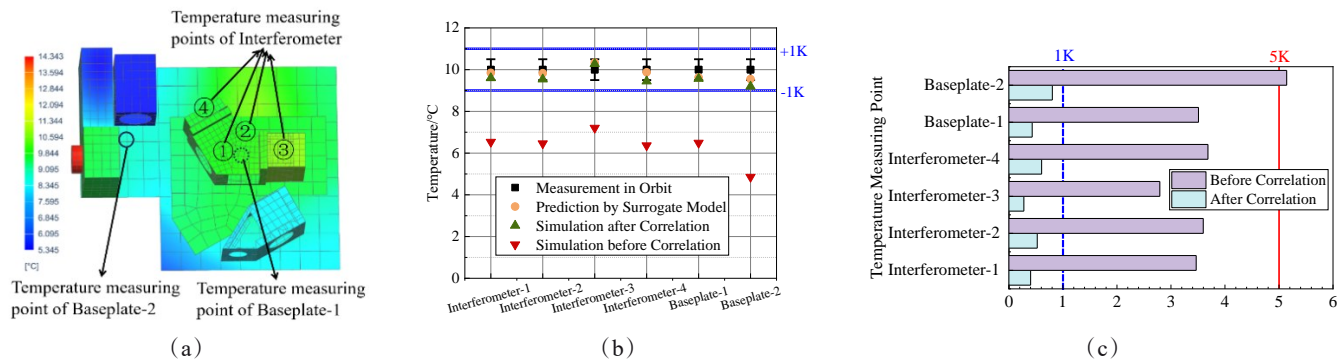 Temperature measuring
points of Interferometer
14.343
13.594
12.844
12.094
11.344
10.594
9.844
9.095
8.345
7.595
6.845
6.095
5.345
[°C]
④
②
①
③
Temperature measuring
point of Baseplate-2
Temperature measuring
point of Baseplate-1
(a)
Temperature/°C
12
10
8
6
4
2
0
+1K
-1K
Measurement in Orbit
Prediction by Surrogate Model
Simulation after Correlation
Simulation before Correlation
Interferometer-1
Interferometer-2
Interferometer-3
Interferometer-4
Baseplate-1
Baseplate-2
(b)
Temperature Measuring Point
1K
5K
Baseplate-2
Baseplate-1
Interferometer-4
Interferometer-3
Interferometer-2
Interferometer-1
Before Correlation
After Correlation
0 1 2 3 4 5 6
(c)